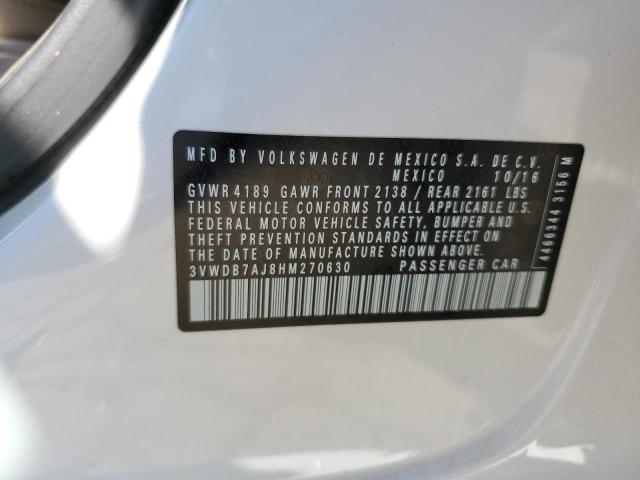 MFD BY VOLKSWAGEN DE MEXICO S.A. DE C.V.
MEXICO 10/16
GVWR 4189 GAWR FRONT 2138 / REAR 2161 LBS
THIS VEHICLE CONFORMS TO ALL APPLICABLE U.S.
FEDERAL MOTOR VEHICLE SAFETY, BUMPER AND
THEFT PREVENTION STANDARDS IN EFFECT ON
THE DATE OF MANUFACTURE SHOWN ABOVE.
3VWDB7AJ8HM270630 PASSENGER CAR
4466344 3156 M